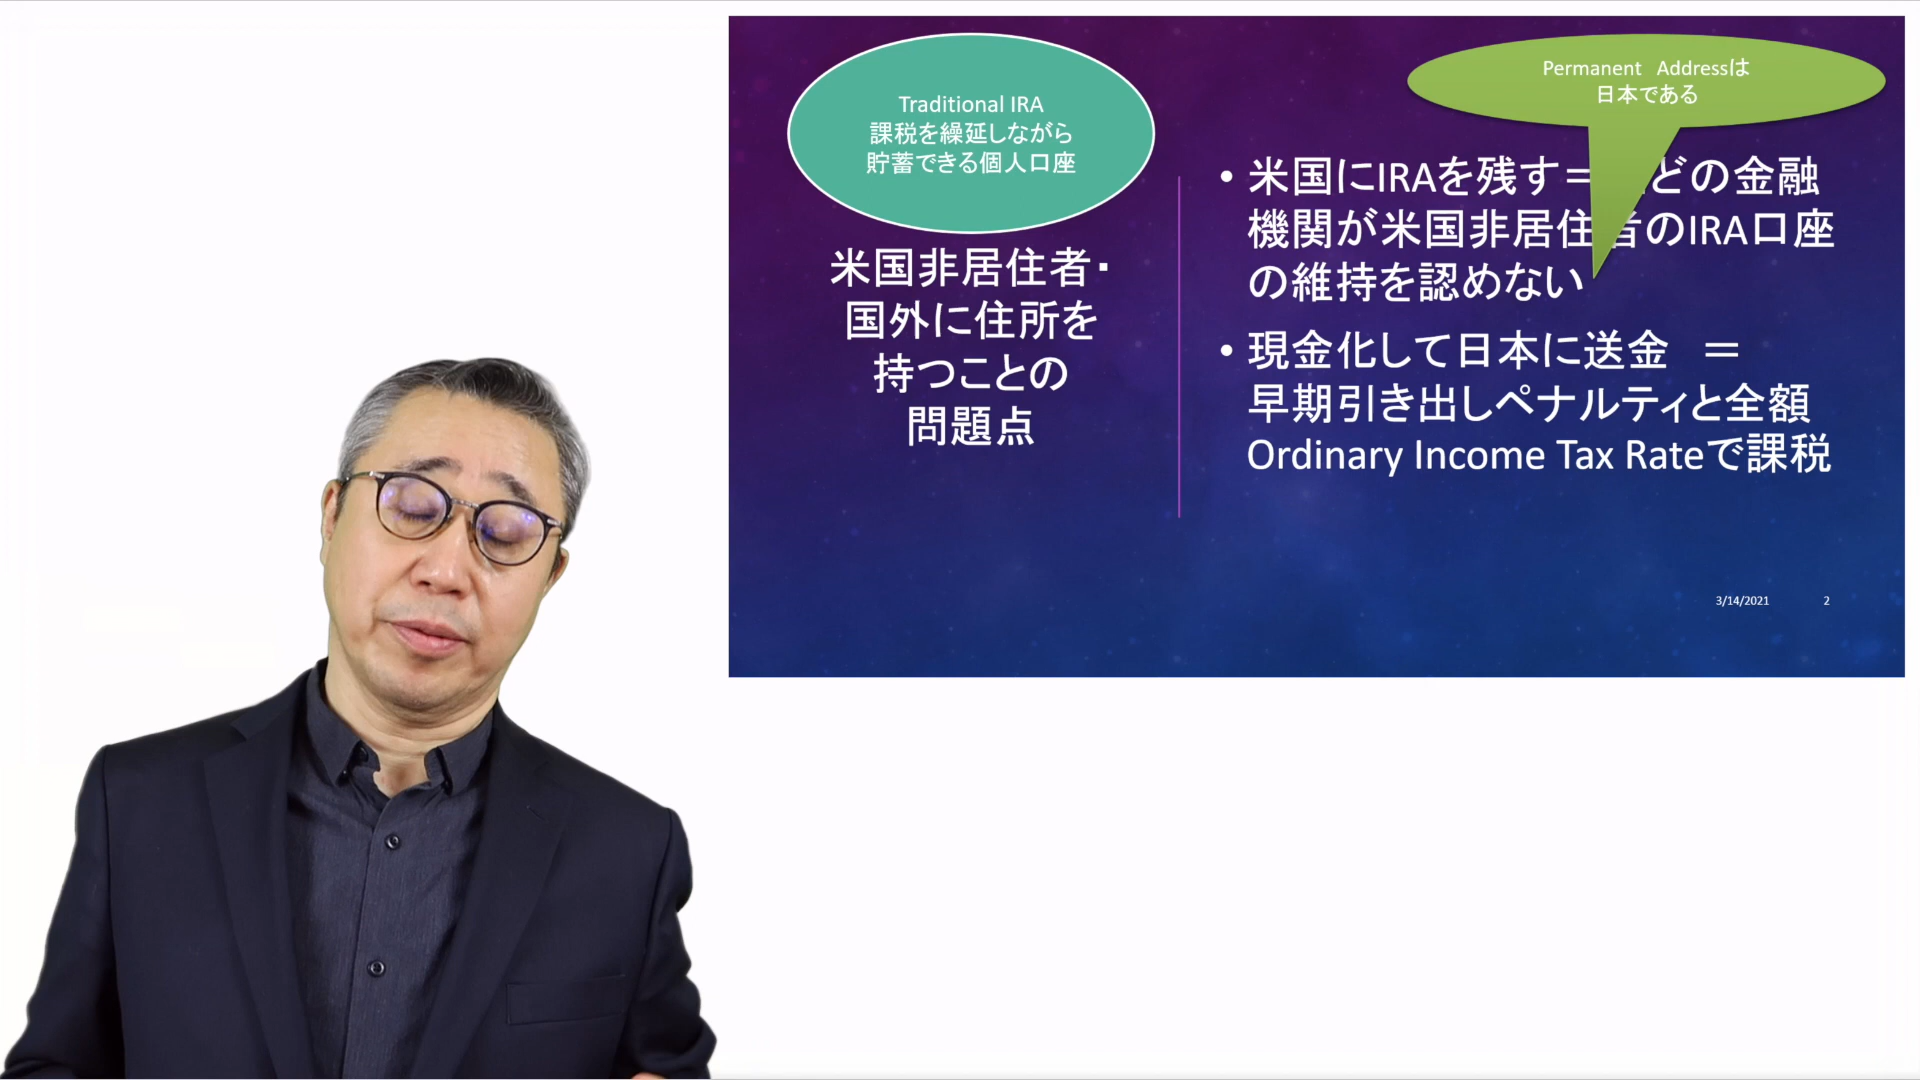 Traditional IRA
課税を繰延しながら
貯蓄できる個人口座
米国非居住者・
国外に住所を
持つことの
問題点
Permanent Addressは
日本である
• 米国にIRAを残す＝ どの金融
機関が米国非居住者のIRA口座
の維持を認めない
• 現金化して日本に送金 ＝
早期引き出しペナルティと全額
Ordinary Income Tax Rateで課税
3/14/2021 2